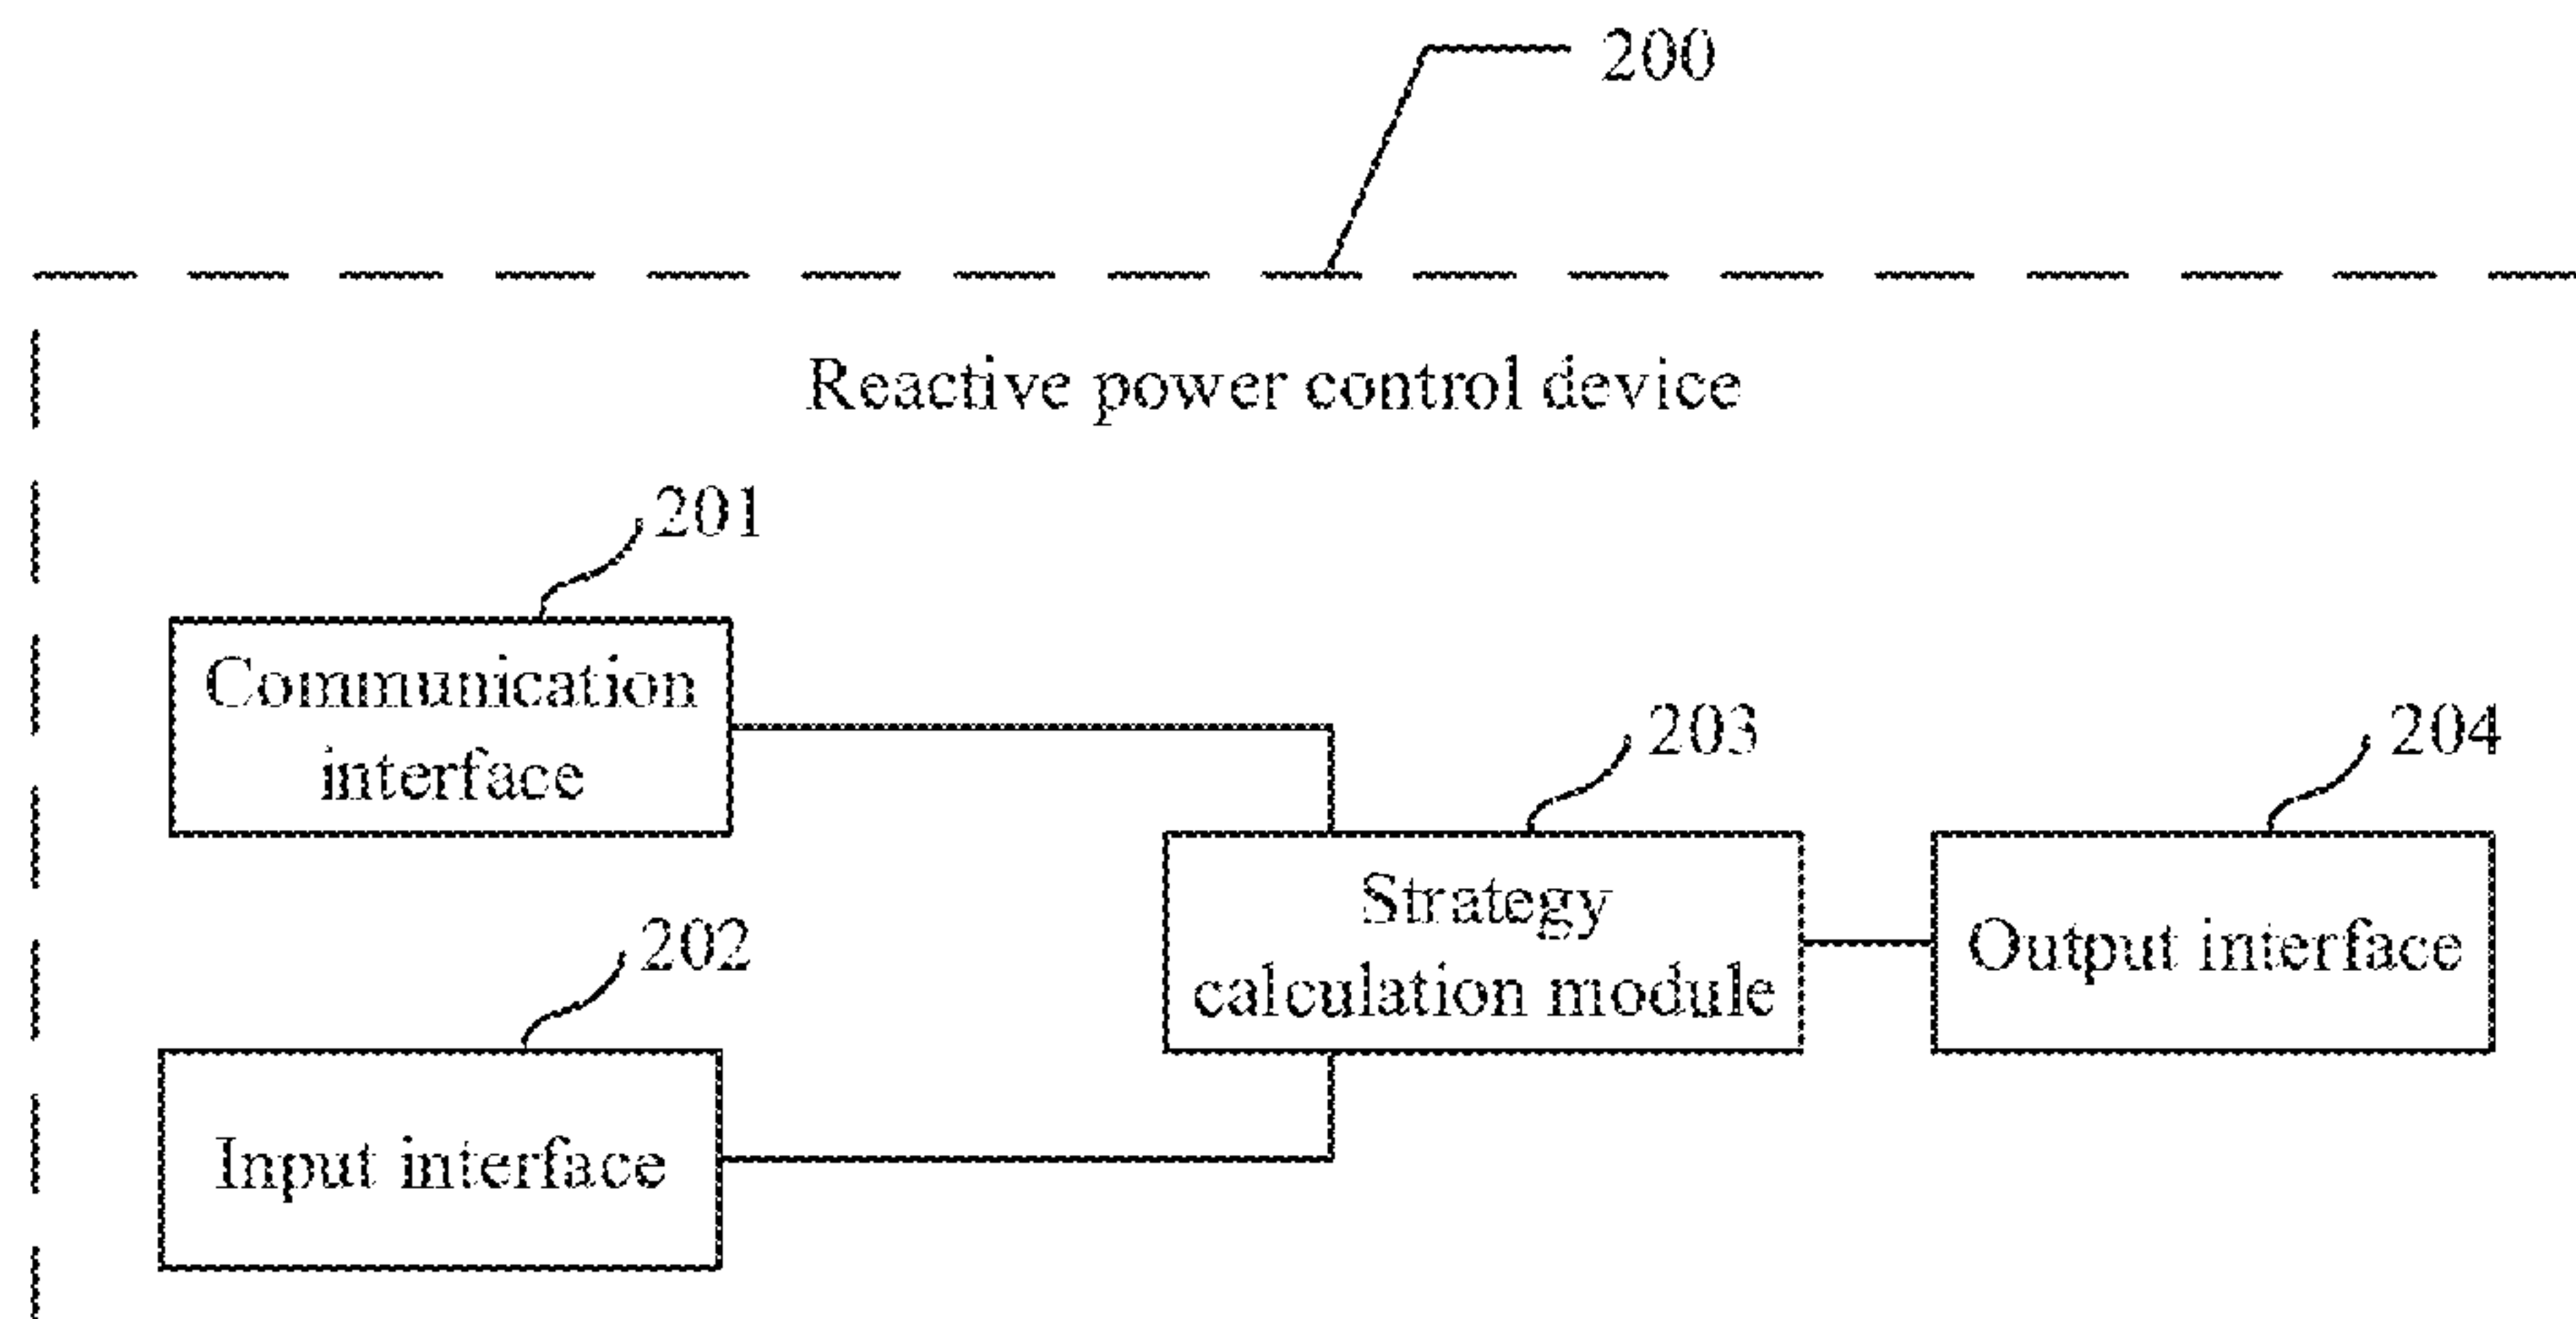 200
Reactive power control device
201
Communication
interface
203
204
Strategy
calculation module
Output interface
202
Input interface